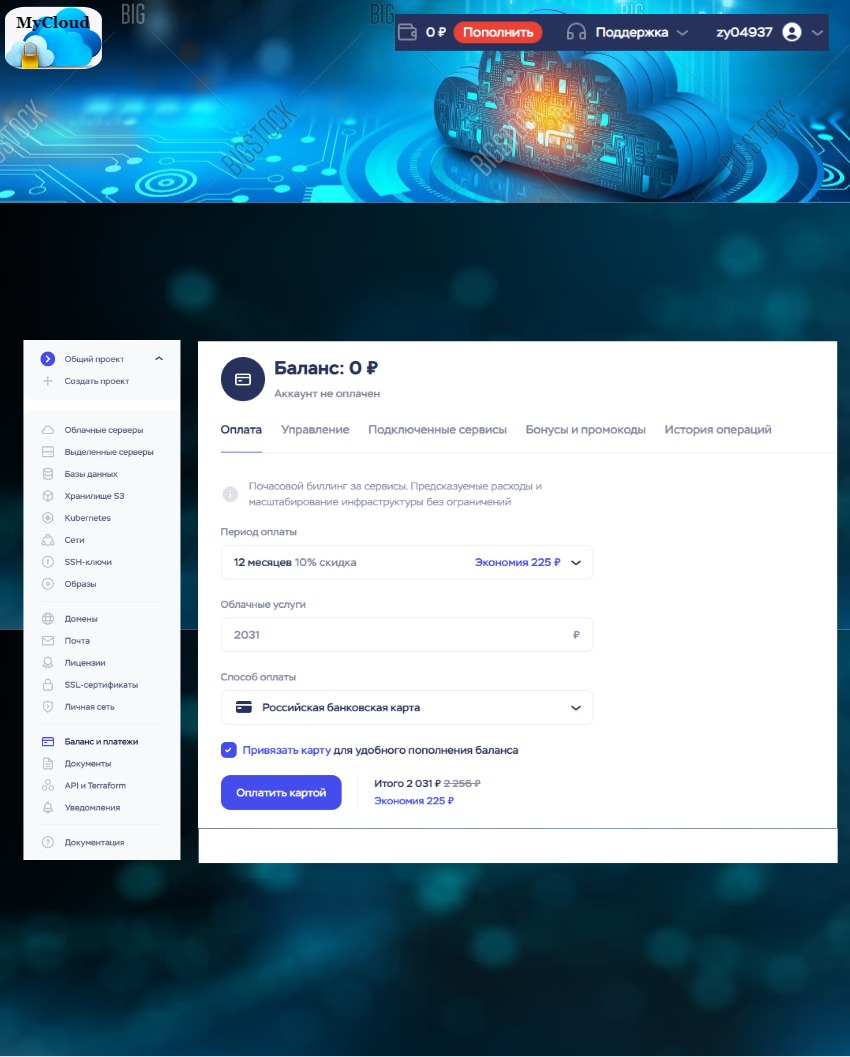 MyCloud
BIG
BIG
BIG
0 ₽ Пополнить Поддержка zy04937
BIGSTOCK
BIGSTOCK
BIGSTOCK
BIGSTOCK
Общий проект
Создать проект
Облачные серверы
Выделенные серверы
Базы данных
Хранилище S3
Kubernetes
Сети
SSH-ключи
Образы
Домены
Почта
Лицензии
SSL-сертификаты
Личная сеть
Баланс и платежи
Документы
API и Terraform
Уведомления
Документация
Баланс: 0 ₽
Аккаунт не оплачен
Оплата Управление Подключенные сервисы Бонусы и промокоды История операций
Почасовой биллинг за сервисы. Предсказуемые расходы и
масштабирование инфраструктуры без ограничений
Период оплаты
12 месяцев 10% скидка Экономия 225 ₽
Облачные услуги
2031 ₽
Способ оплаты
Российская банковская карта
Привязать карту для удобного пополнения баланса
Оплатить картой
Итого 2 031 ₽ 2 256 ₽
Экономия 225 ₽